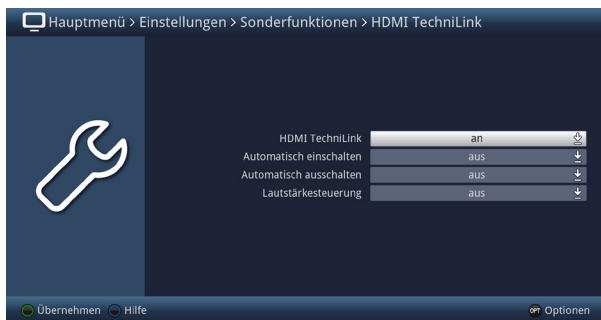 Hauptmenü > Einstellungen > Sonderfunktionen > HDMI TechniLink
HDMI TechniLink an
Automatisch einschalten aus
Automatisch ausschalten aus
Lautstärkesteuerung aus
Übernehmen Hilfe OPT Optionen